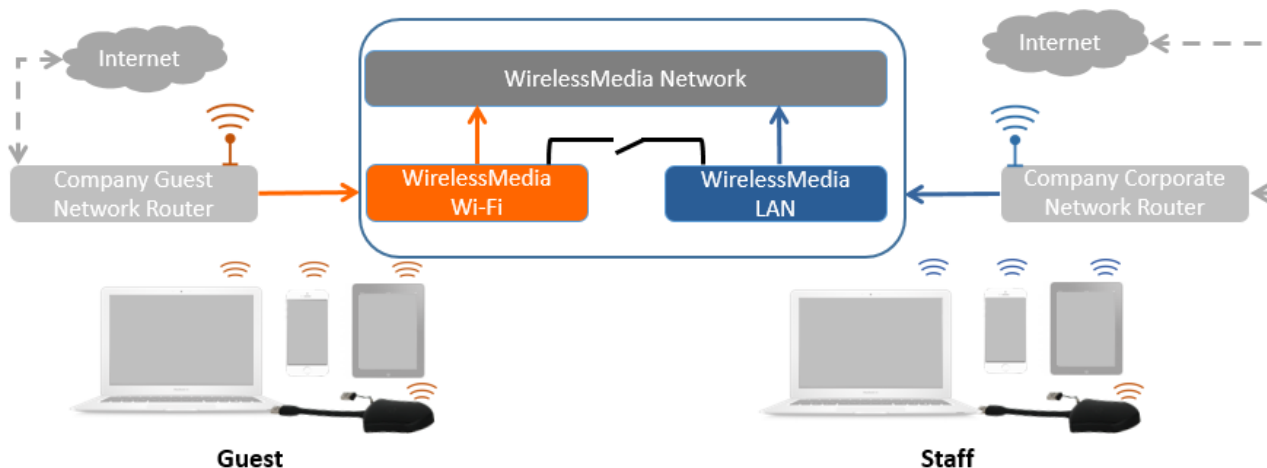 Internet
Internet
WirelessMedia Network
Company Guest
Network Router
WirelessMedia
Wi-Fi
WirelessMedia
LAN
Company Corporate
Network Router
Guest
Staff